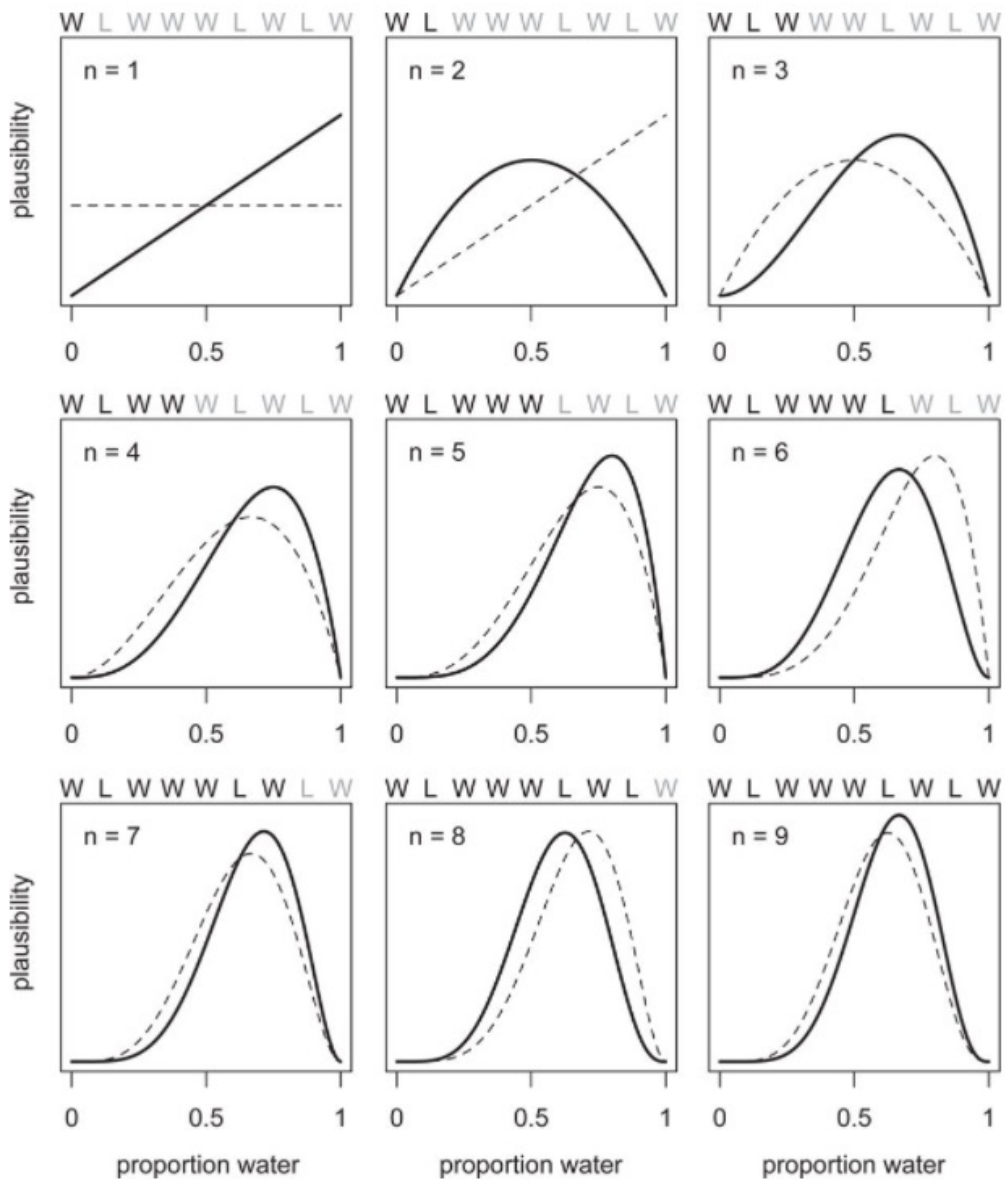 W L W W W L W L W W L W W W L W L W W L W W W L W L W
n = 1 n = 2 n = 3
plausibility
0 0.5 1 0 0.5 1 0 0.5 1
W L W W W L W L W W L W W W L W L W W L W W W L W L W
n = 4 n = 5 n = 6
plausibility
0 0.5 1 0 0.5 1 0 0.5 1
W L W W W L W L W W L W W W L W L W W L W W W L W L W
n = 7 n = 8 n = 9
plausibility
0 0.5 1 0 0.5 1 0 0.5 1
proportion water proportion water proportion water